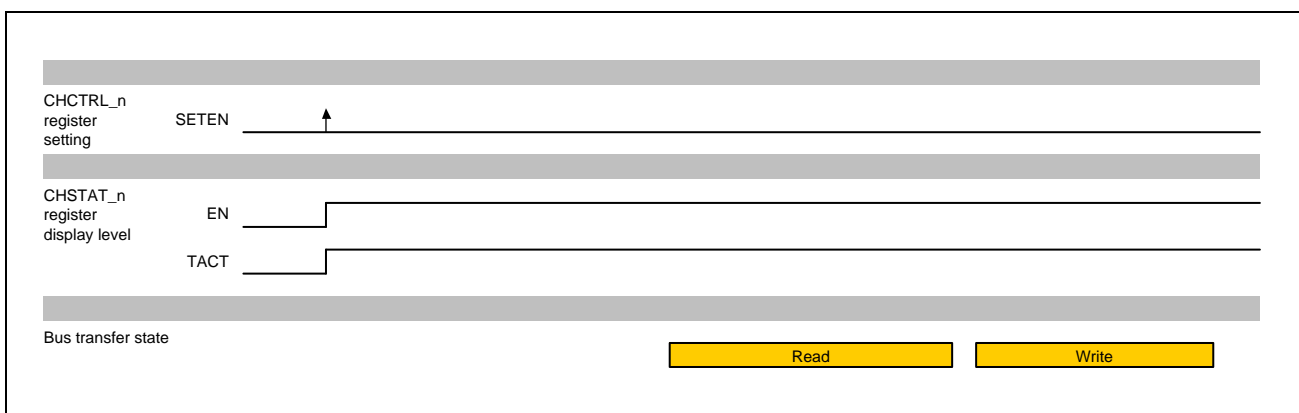 CHCTRL_n
register
setting
SETEN
CHSTAT_n
register
display level
EN
TACT
Bus transfer state
Read
Write